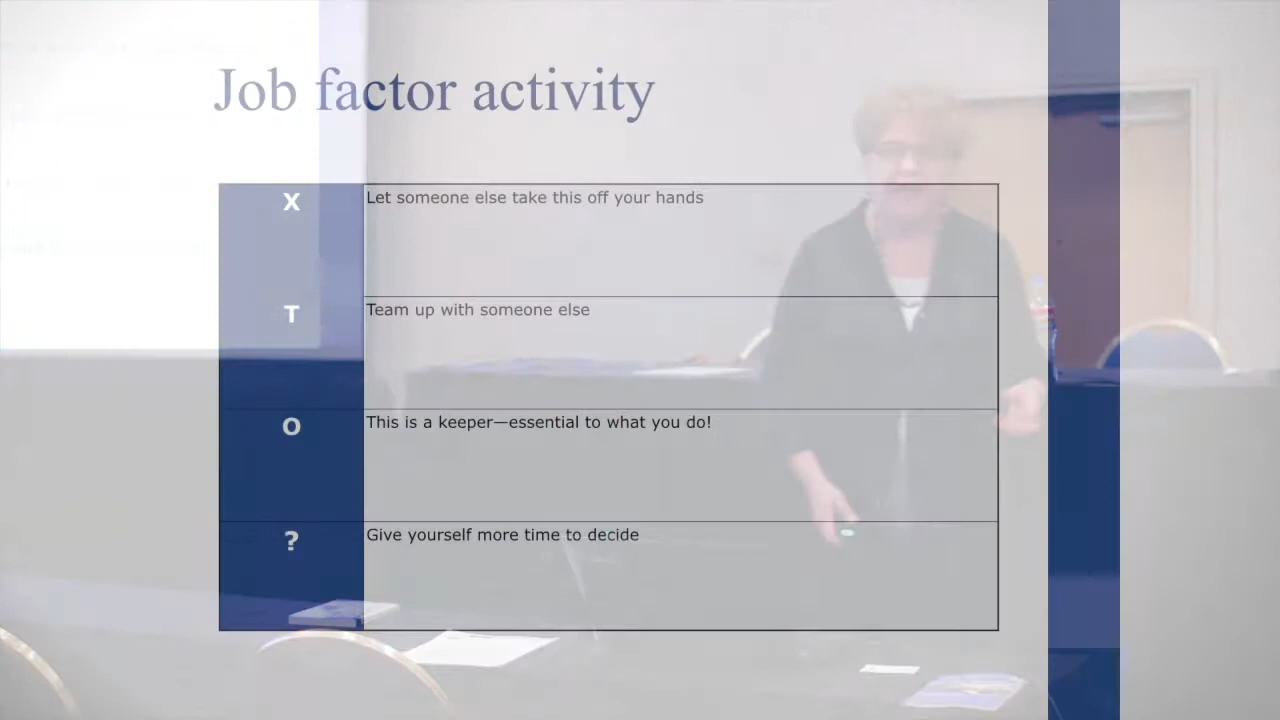 Job factor activity
X Let someone else take this off your hands
T Team up with someone else
O This is a keeper—essential to what you do!
? Give yourself more time to decide